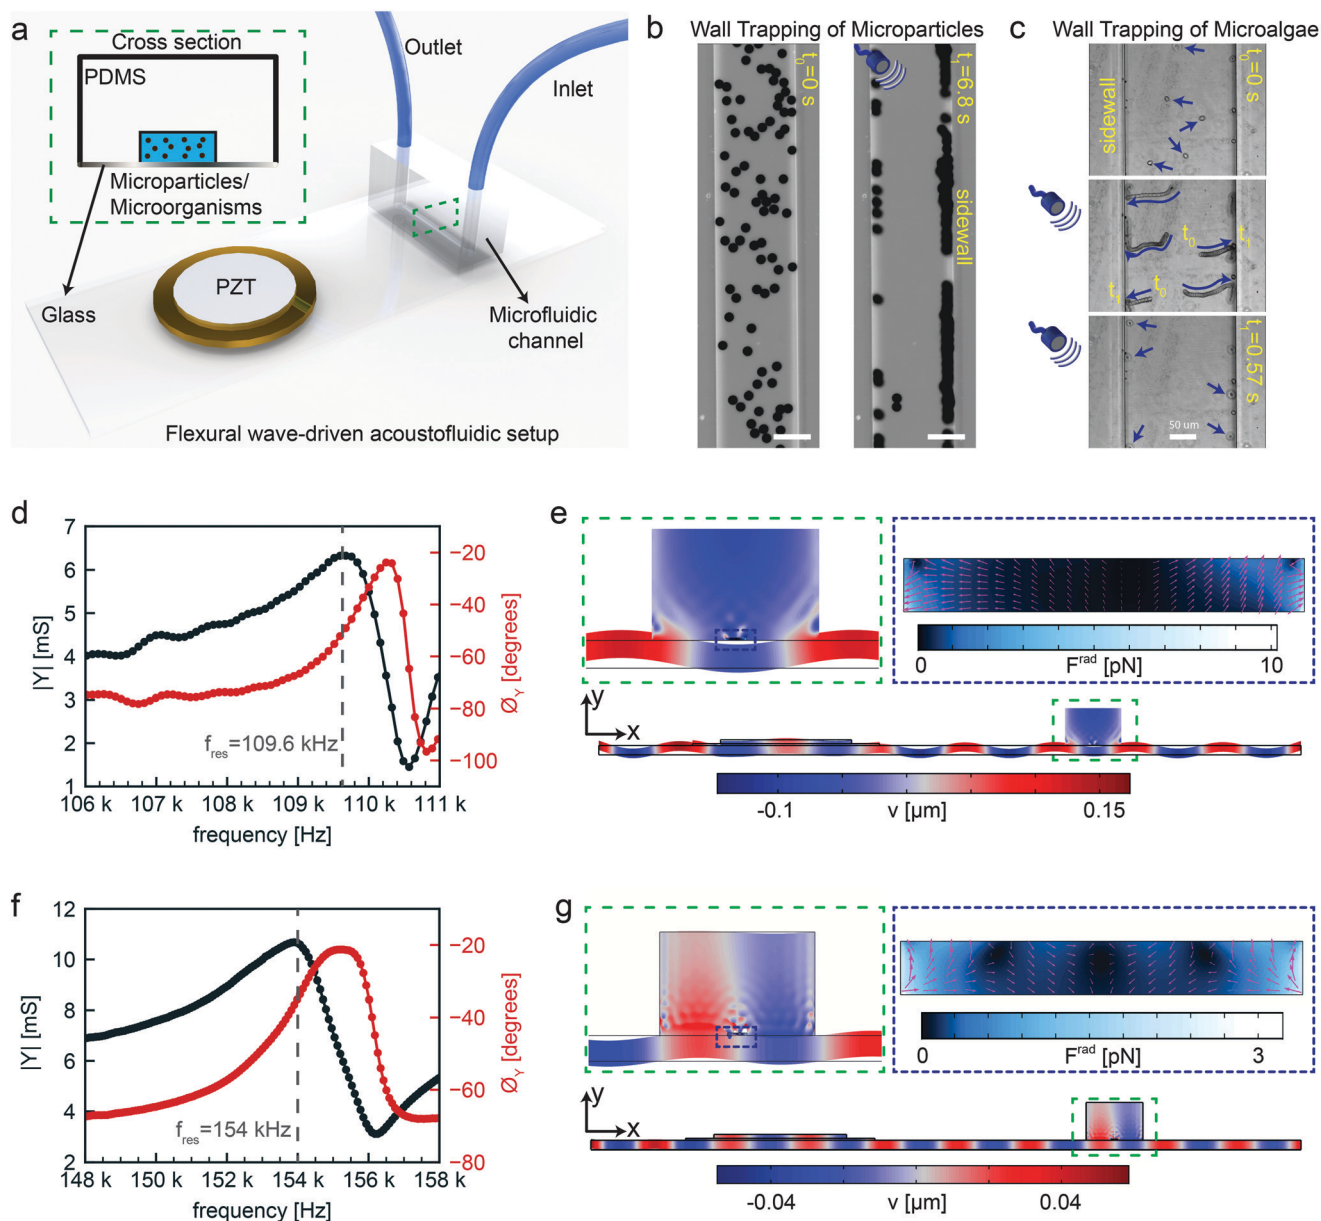 a
Cross section
PDMS
Microparticles/
Microorganisms
Outlet
Inlet
PZT
Glass
Microfluidic
channel
Flexural wave-driven acoustofluidic setup
b
Wall Trapping of Microparticles
t0=0 s
t1=6.8 s
sidewall
c
Wall Trapping of Microalgae
t0=0 s
sidewall
t0
t1
t1
t0
t1=0.57 s
50 um
d
7
6
5
4
3
2
1
|Y| [mS]
−20
−40
−60
−80
−100
ØY [degrees]
fres=109.6 kHz
106 k
107 k
108 k
109 k
110 k
111 k
frequency [Hz]
e
0
10
Frad [pN]
y
x
-0.1
v [µm]
0.15
f
12
10
8
6
4
2
|Y| [mS]
−20
−40
−60
−80
ØY [degrees]
fres=154 kHz
148 k
150 k
152 k
154 k
156 k
158 k
frequency [Hz]
g
0
Frad [pN]
3
y
x
-0.04
v [µm]
0.04